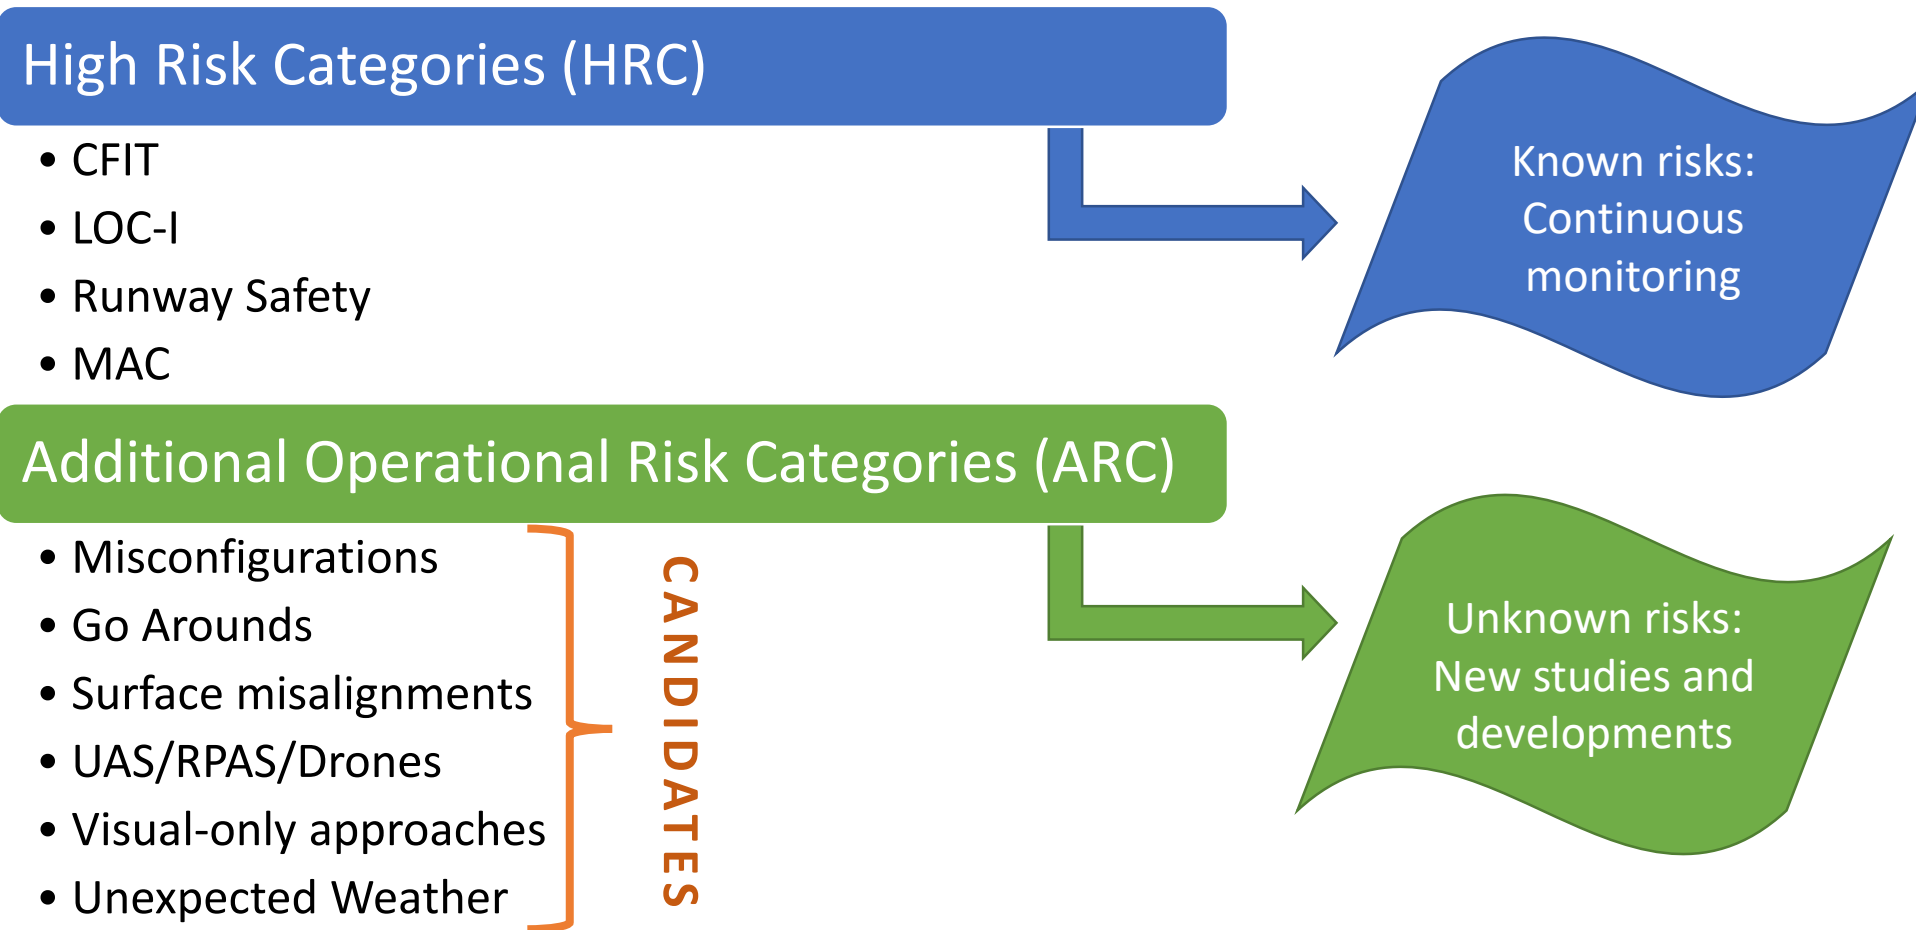 High Risk Categories (HRC)
• CFIT
• LOC-I
• Runway Safety
• MAC
Known risks:
Continuous
monitoring
Additional Operational Risk Categories (ARC)
• Misconfigurations
• Go Arounds
• Surface misalignments
• UAS/RPAS/Drones
• Visual-only approaches
• Unexpected Weather
CANDIDATES
Unknown risks:
New studies and
developments